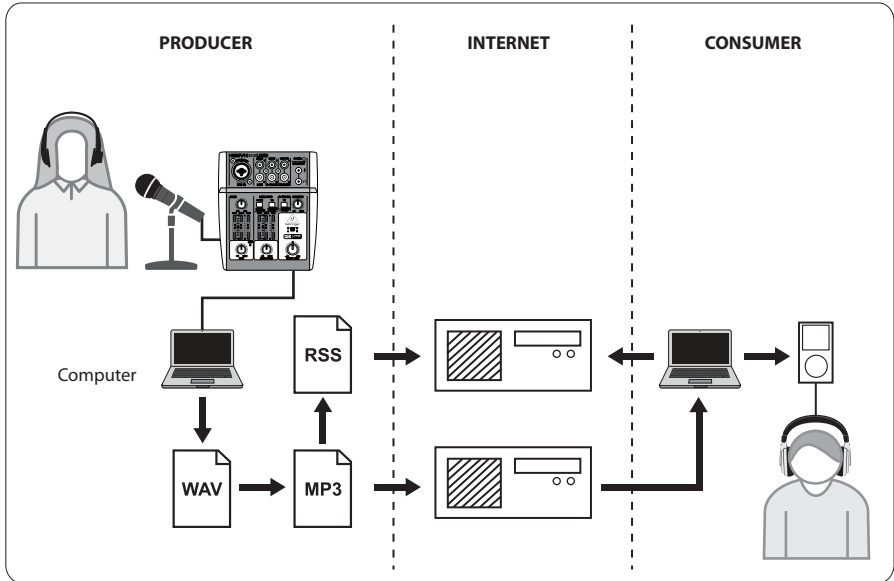 PRODUCER
INTERNET
CONSUMER
Computer
RSS
WAV
MP3